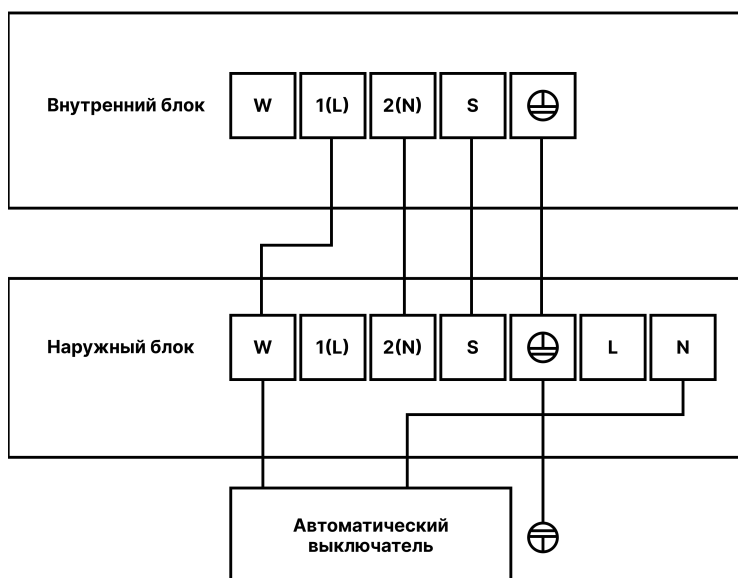 Внутренний блок W 1(L) 2(N) S
Наружный блок W 1(L) 2(N) S L N
Автоматический
выключатель